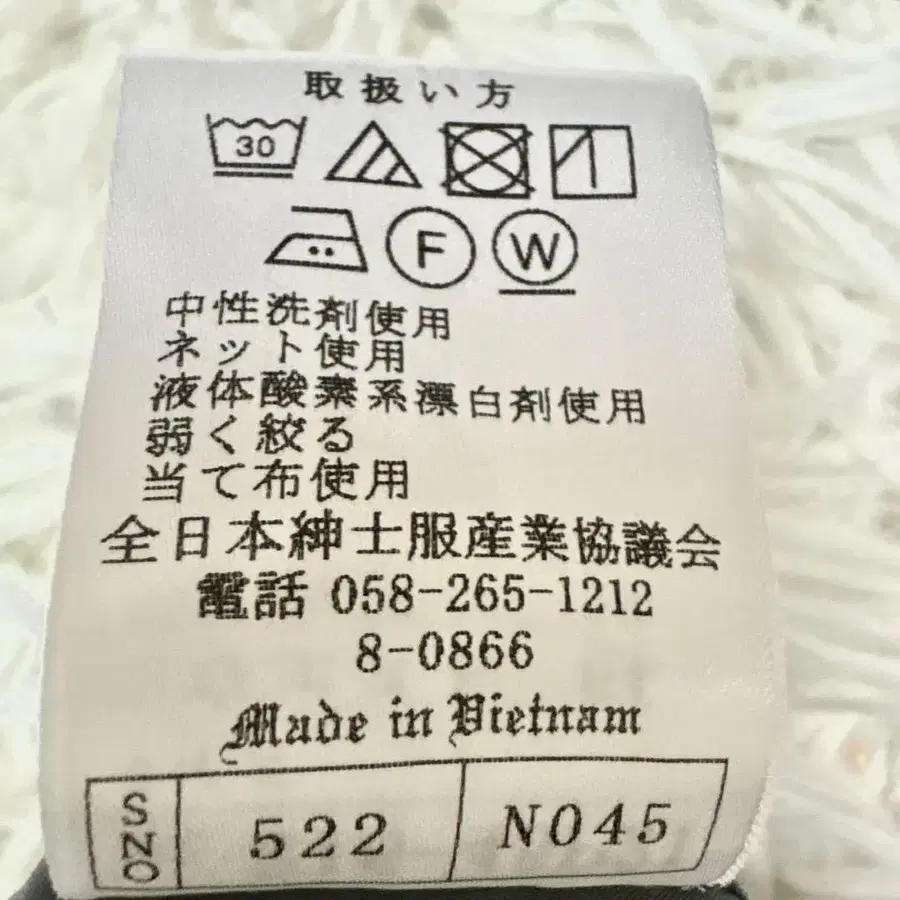 取扱い方
30
F W
中性洗剤使用
ネット使用
液体酸素系漂白剤使用
弱く絞る
当て布使用
全日本紳士服産業協議会
電話 058-265-1212
8-0866
Made in Vietnam
SNO 522 N045